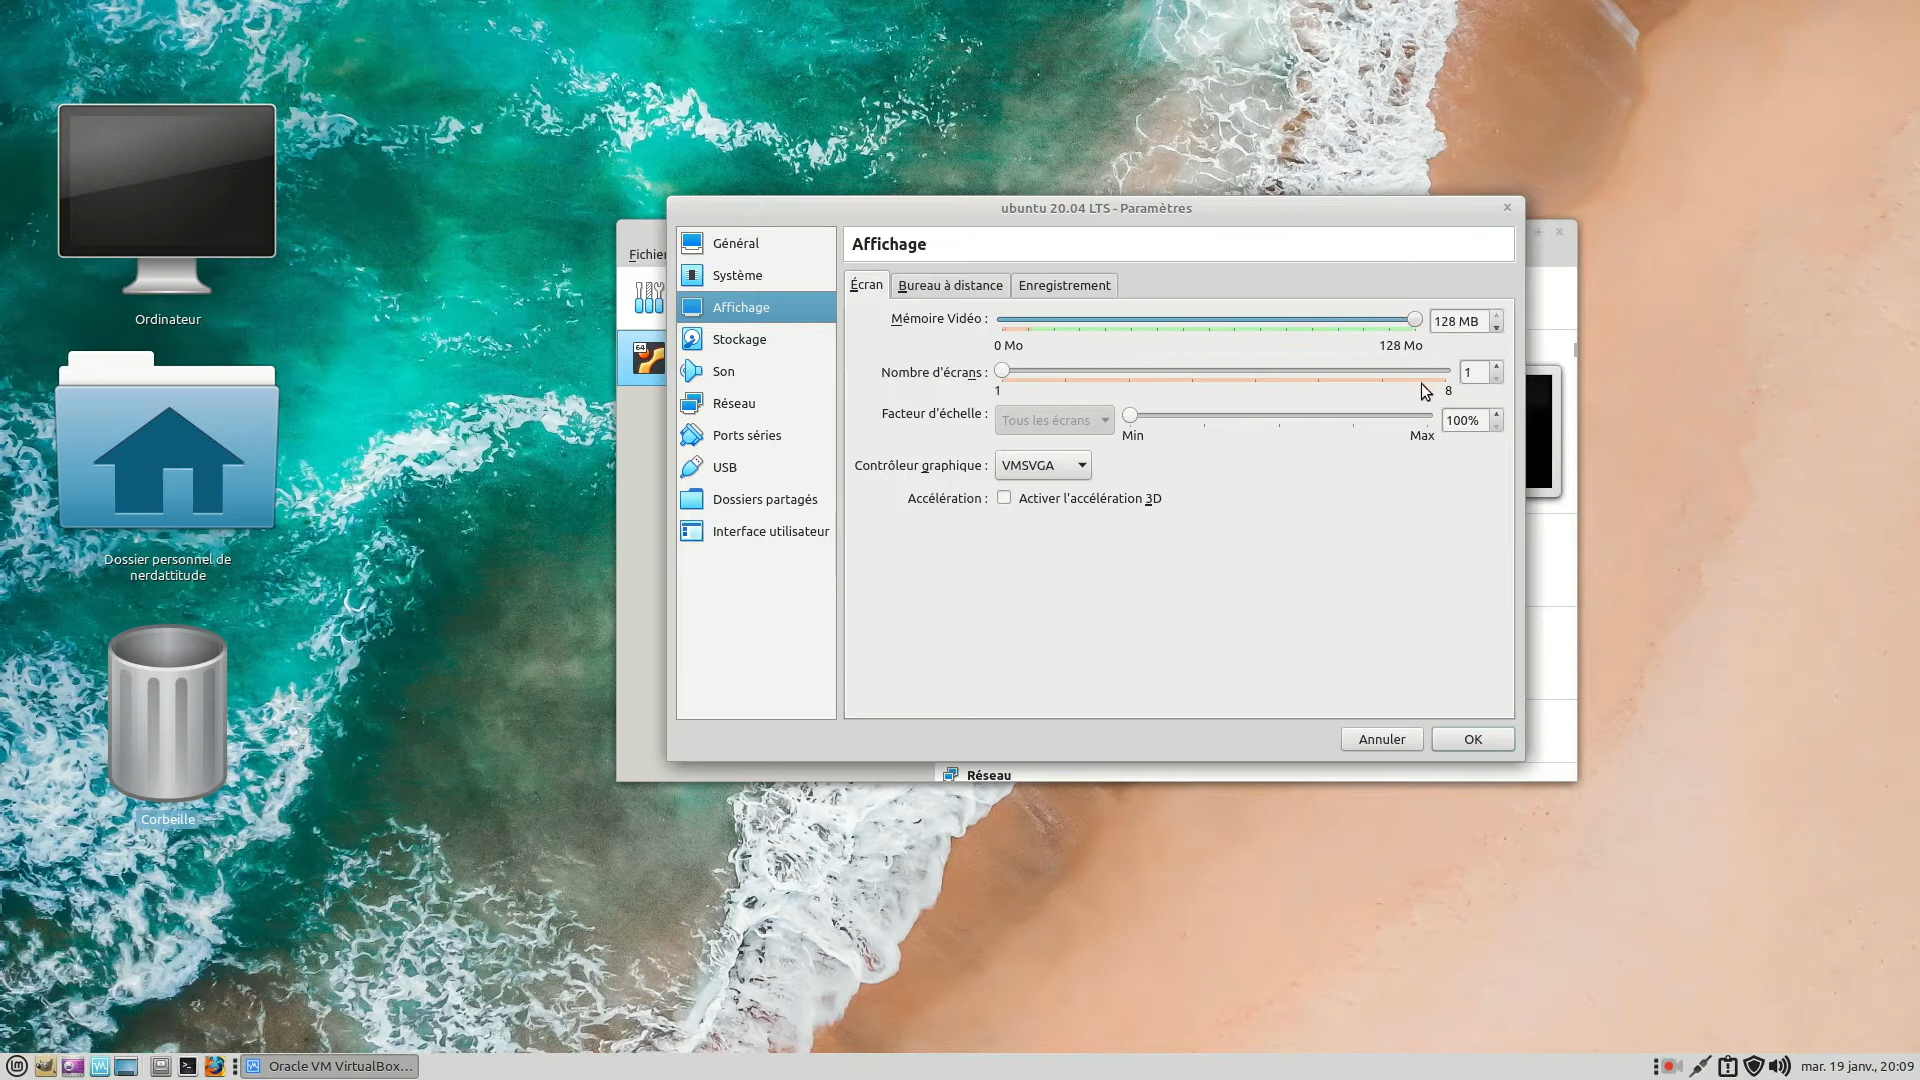 Ordinateur
Dossier personnel de
nerdattitude
Corbeille
Fichier
64
ubuntu 20.04 LTS - Paramètres
Général
Système
Affichage
Stockage
Son
Réseau
Ports séries
USB
Dossiers partagés
Interface utilisateur
Affichage
Écran
Bureau à distance
Enregistrement
Mémoire Vidéo :
128 MB
0 Mo
128 Mo
Nombre d'écrans :
1
1
8
Facteur d'échelle :
Tous les écrans
100%
Min
Max
Contrôleur graphique :
VMSVGA
Accélération :
Activer l'accélération 3D
Annuler
OK
Réseau
Oracle VM VirtualBox...
mar. 19 janv., 20:09